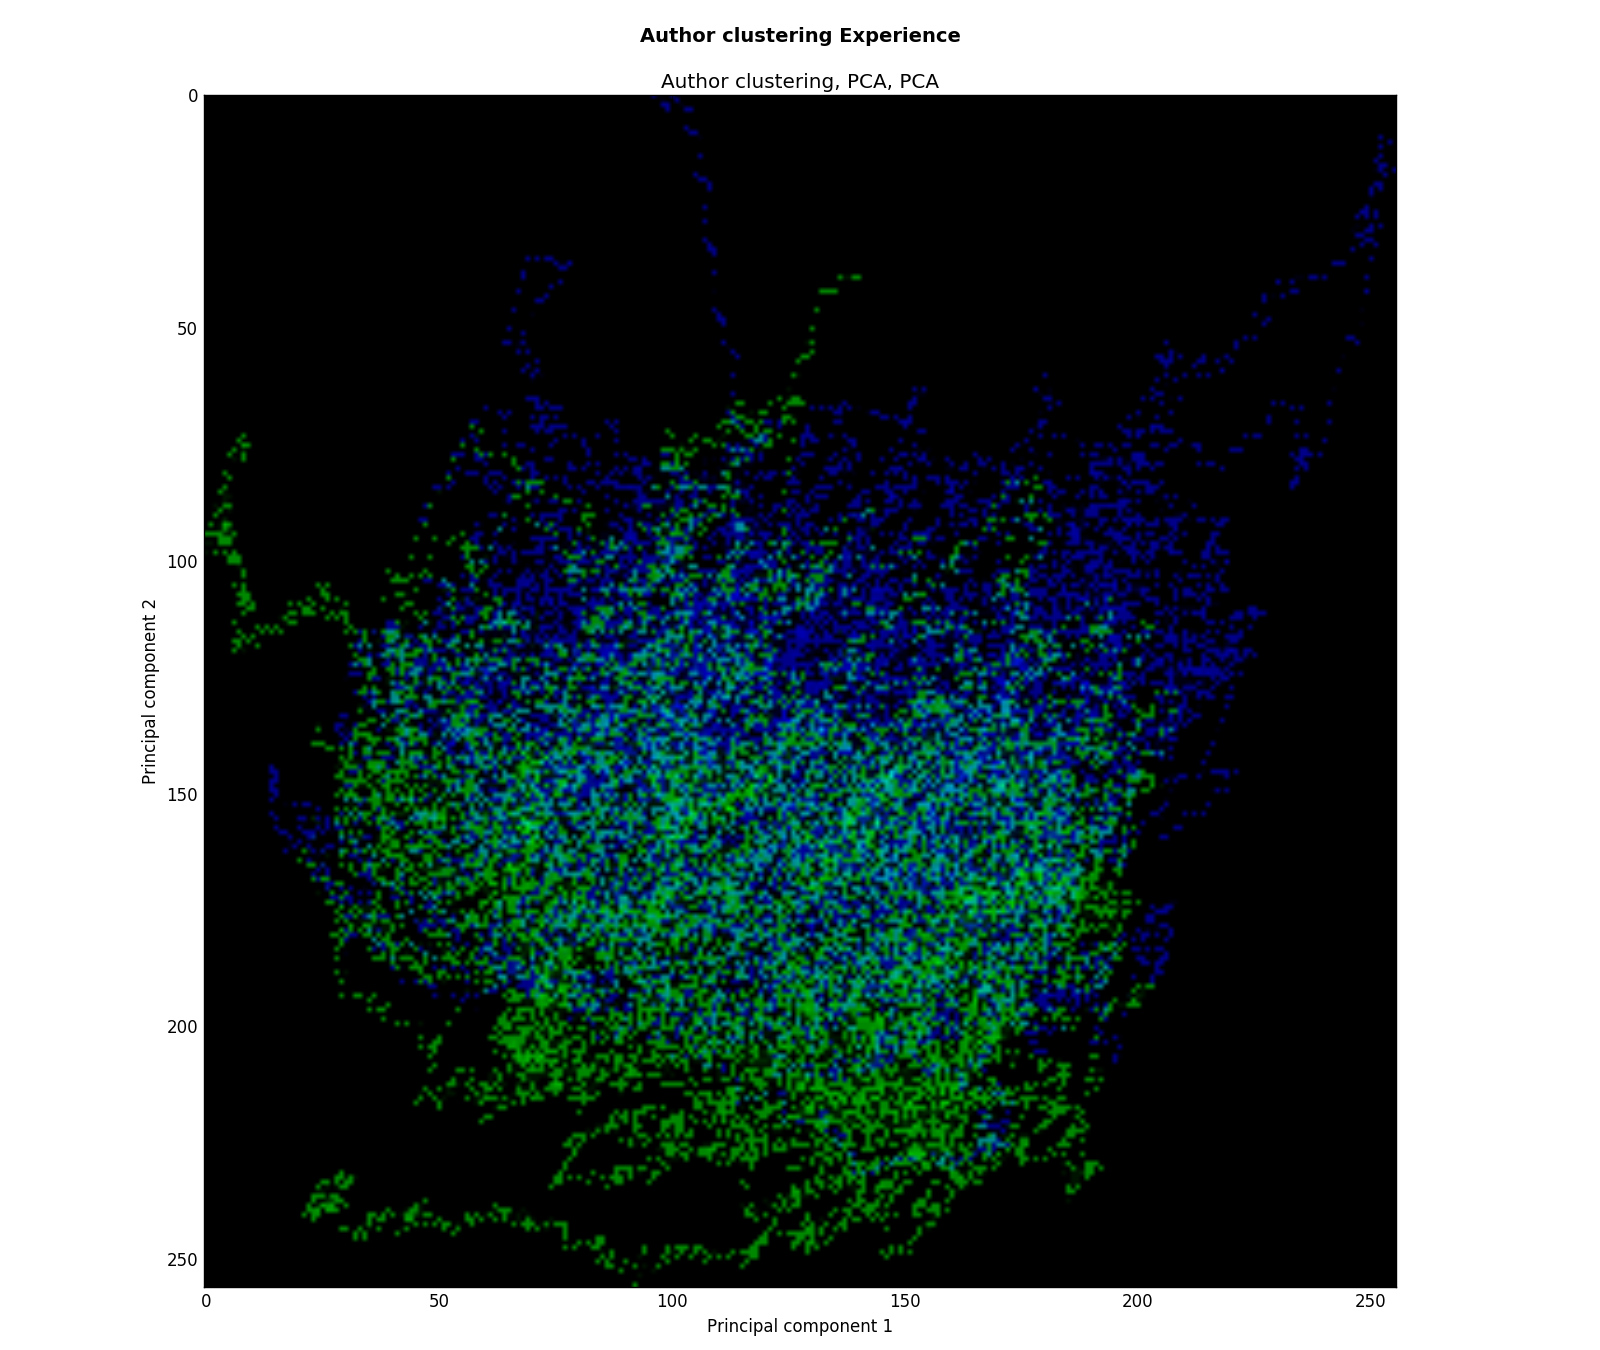 Author clustering Experience
Author clustering, PCA, PCA
0
50
100
150
200
250
Principal component 2
0 50 100 150 200 250
Principal component 1